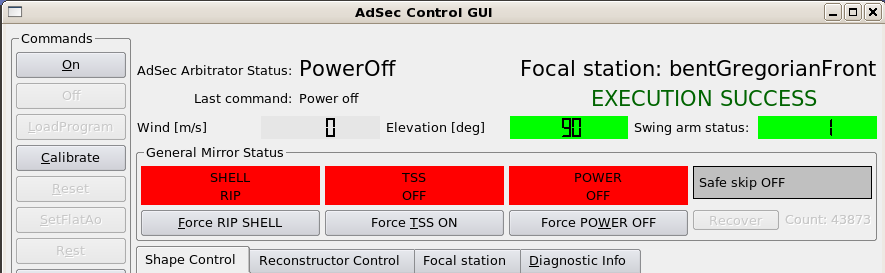 AdSec Control GUI
Commands
On
Off
LoadProgram
Calibrate
Reset
SetFlatAo
Rest
AdSec Arbitrator Status: PowerOff
Focal station: bentGregorianFront
Last command: Power off
EXECUTION SUCCESS
Wind [m/s] 0 Elevation [deg] 90 Swing arm status: 1
General Mirror Status
SHELL
RIP
TSS
OFF
POWER
OFF
Safe skip OFF
Force RIP SHELL
Force TSS ON
Force POWER OFF
Recover
Count: 43873
Shape Control
Reconstructor Control
Focal station
Diagnostic Info